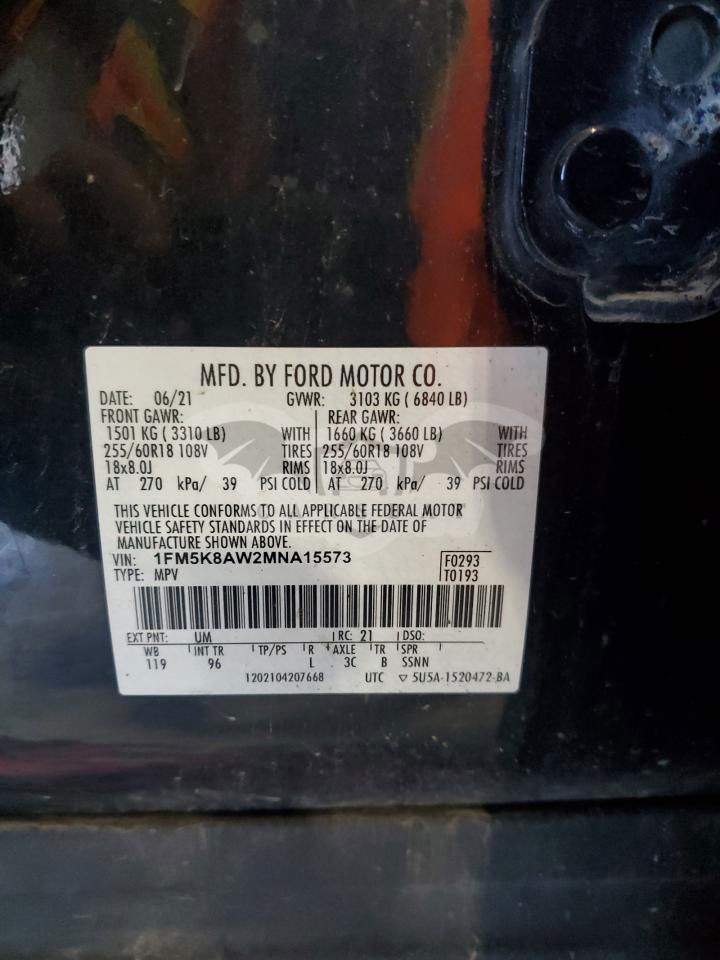 MFD. BY FORD MOTOR CO.
DATE: 06/21 GVWR: 3103 KG ( 6840 LB)
FRONT GAWR: REAR GAWR:
1501 KG ( 3310 LB) WITH 1660 KG ( 3660 LB) WITH
255/60R18 108V TIRES 255/60R18 108V TIRES
18x8.0J RIMS 18x8.0J RIMS
AT 270 kPa/ 39 PSI COLD AT 270 kPa/ 39 PSI COLD
THIS VEHICLE CONFORMS TO ALL APPLICABLE FEDERAL MOTOR
VEHICLE SAFETY STANDARDS IN EFFECT ON THE DATE OF
MANUFACTURE SHOWN ABOVE.
VIN: 1FM5K8AW2MNA15573 F0293
TYPE: MPV T0193
EXT PNT: UM RC: 21 DSO:
WB INT TR TP/PS R AXLE TR SPR
119 96 L 3C B SSNN
1202104207668 UTC ▽ 5U5A-1520472-BA